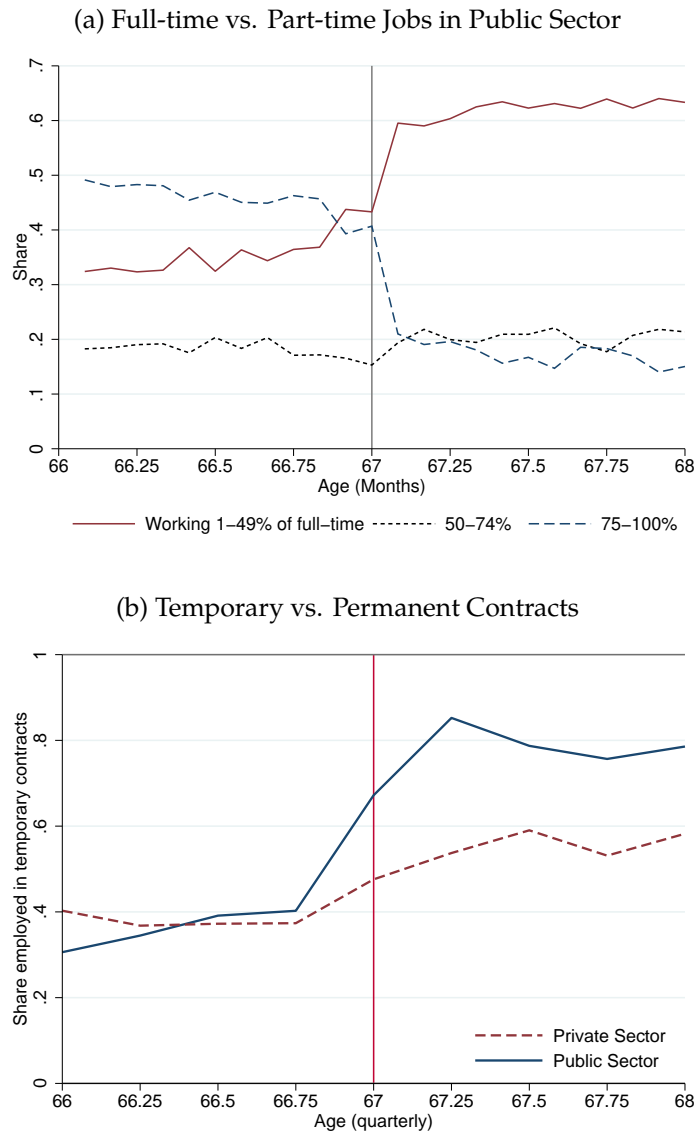 (a) Full-time vs. Part-time Jobs in Public Sector
.7
.6
.5
.4
.3
.2
.1
0
Share
66 66.25 66.5 66.75 67 67.25 67.5 67.75 68
Age (Months)
Working 1–49% of full-time 50–74% 75–100%
(b) Temporary vs. Permanent Contracts
1
.8
.6
.4
.2
0
Share employed in temporary contracts
Private Sector
Public Sector
66 66.25 66.5 66.75 67 67.25 67.5 67.75 68
Age (quarterly)